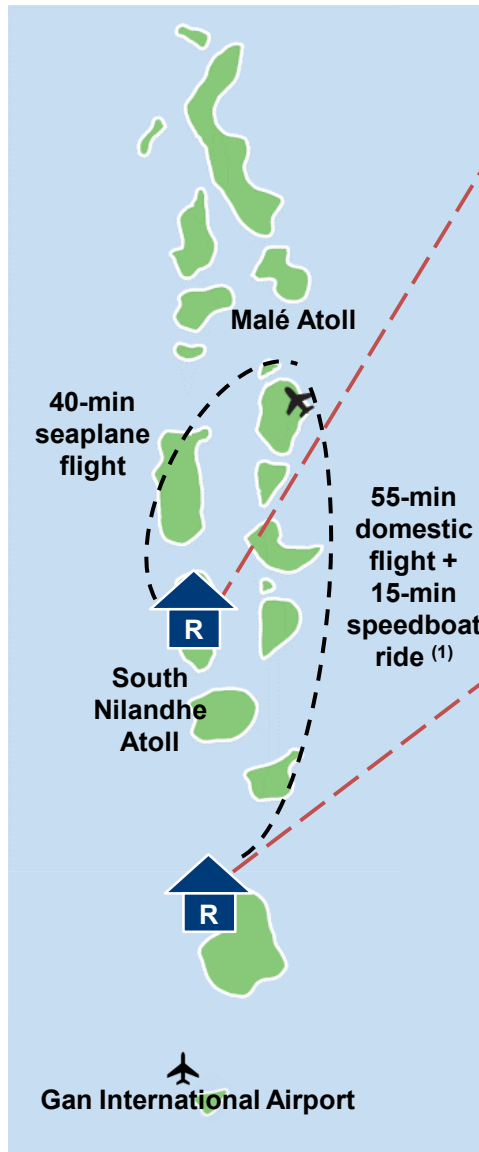 Malé Atoll
40-min
seaplane
flight
55-min
domestic
flight +
15-min
speedboat
ride (1)
R
South
Nilandhe
Atoll
R
Gan International Airport